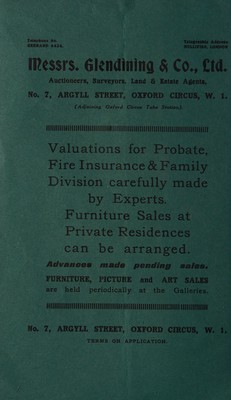 Telephone No.
GERRARD 6424.
Telegraphic Address
Messrs. Glendining & Co., Ltd.
Auctioneers, Surveyors, Land & Estate Agents,
No. 7, ARGYLL STREET, OXFORD CIRCUS, W. 1.
(Adjoining Oxford Circus Tube Station.)
Valuations for Probate,
Fire Insurance & Family
Division carefully made
by Experts.
Furniture Sales at
Private Residences
can be arranged.
Advances made pending sales.
FURNITURE, PICTURE and ART SALES
are held periodically at the Galleries.
No. 7, ARGYLL STREET, OXFORD CIRCUS, W. 1.
TERMS ON APPLICATION.